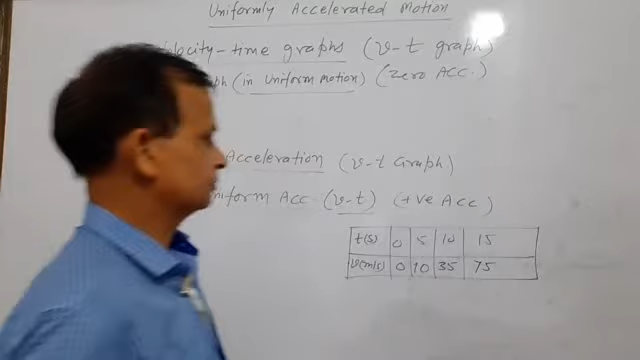 Uniformly Accelerated Motion
Velocity-time graphs (v-t graph)
(in uniform motion) (Zero Acc.)
Acceleration (v-t Graph)
Acc. (v-t) (+ve Acc)
t(s) 0 5 10 15
v(m/s) 0 10 35 75